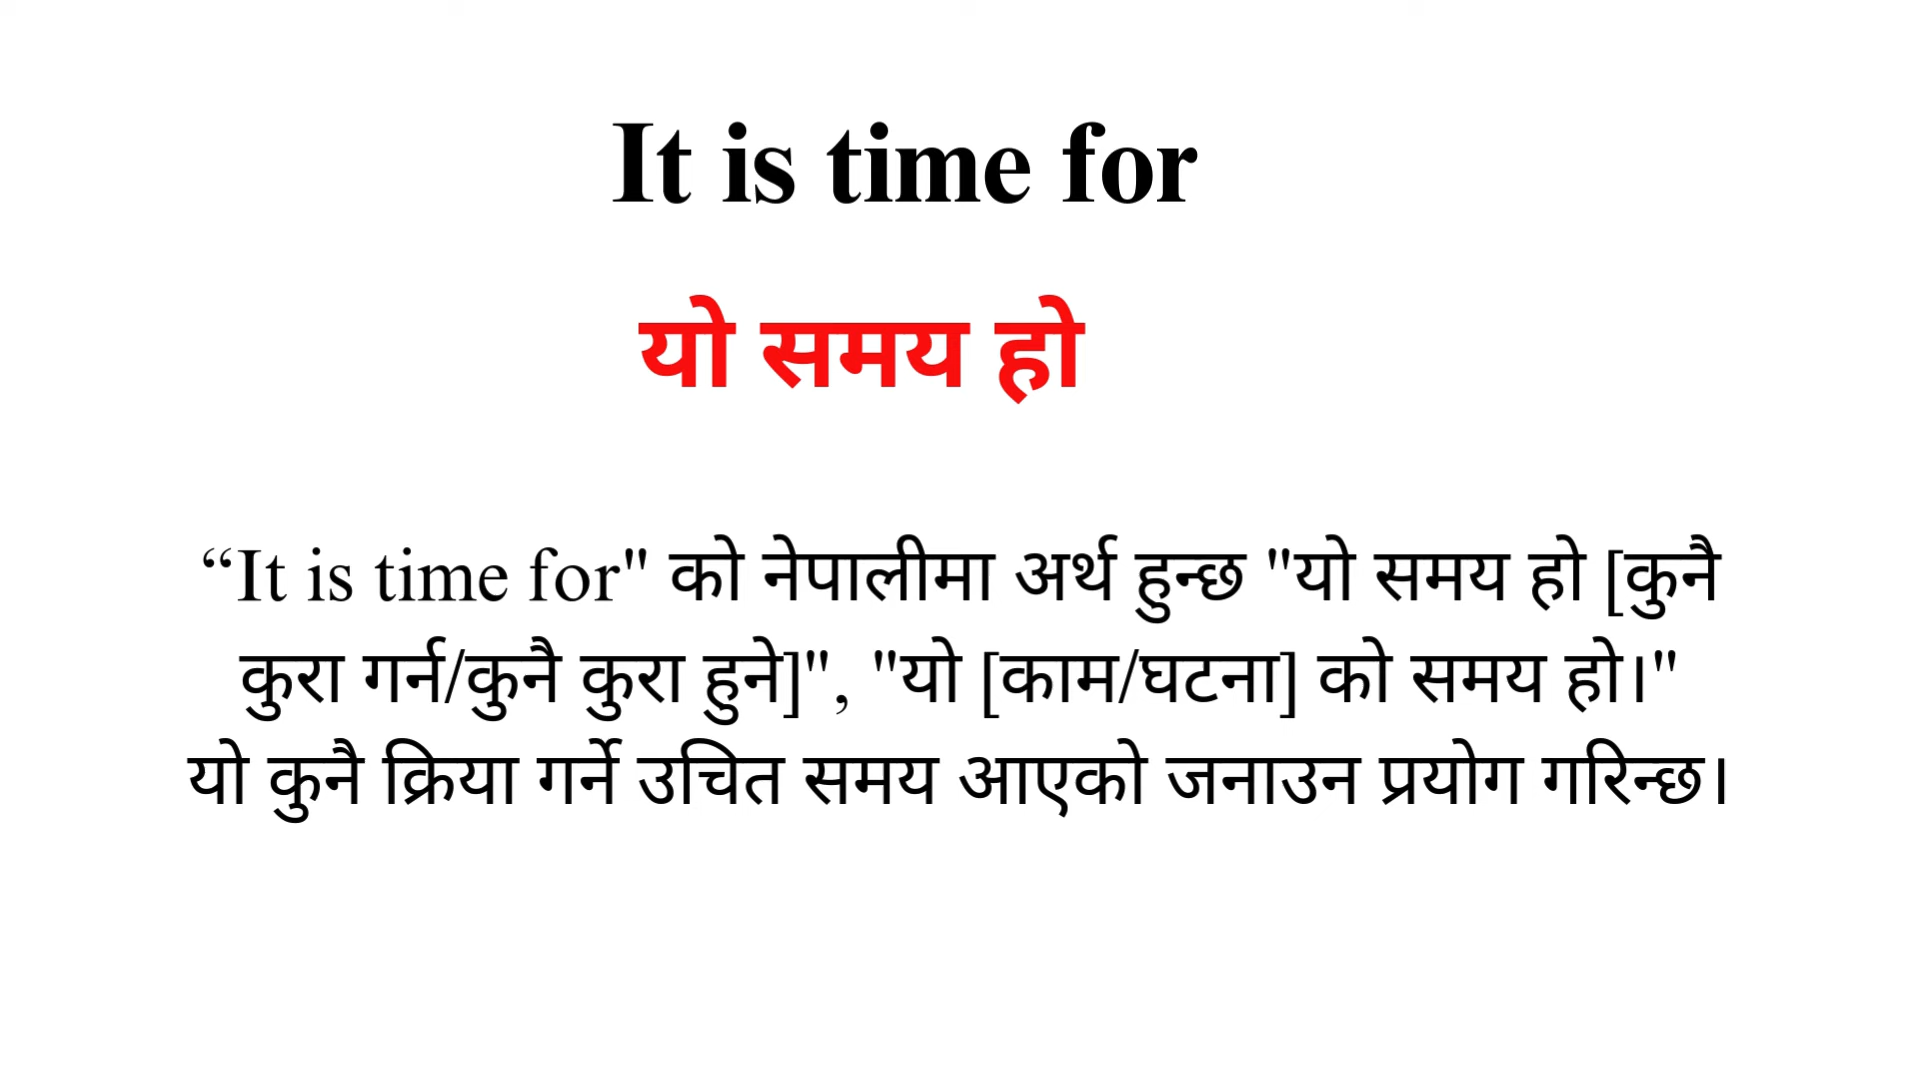 It is time for
यो समय हो
“It is time for" को नेपालीमा अर्थ हुन्छ "यो समय हो [कुनै
कुरा गर्न/कुनै कुरा हुने]", "यो [काम/घटना] को समय हो।"
यो कुनै क्रिया गर्ने उचित समय आएको जनाउन प्रयोग गरिन्छ।